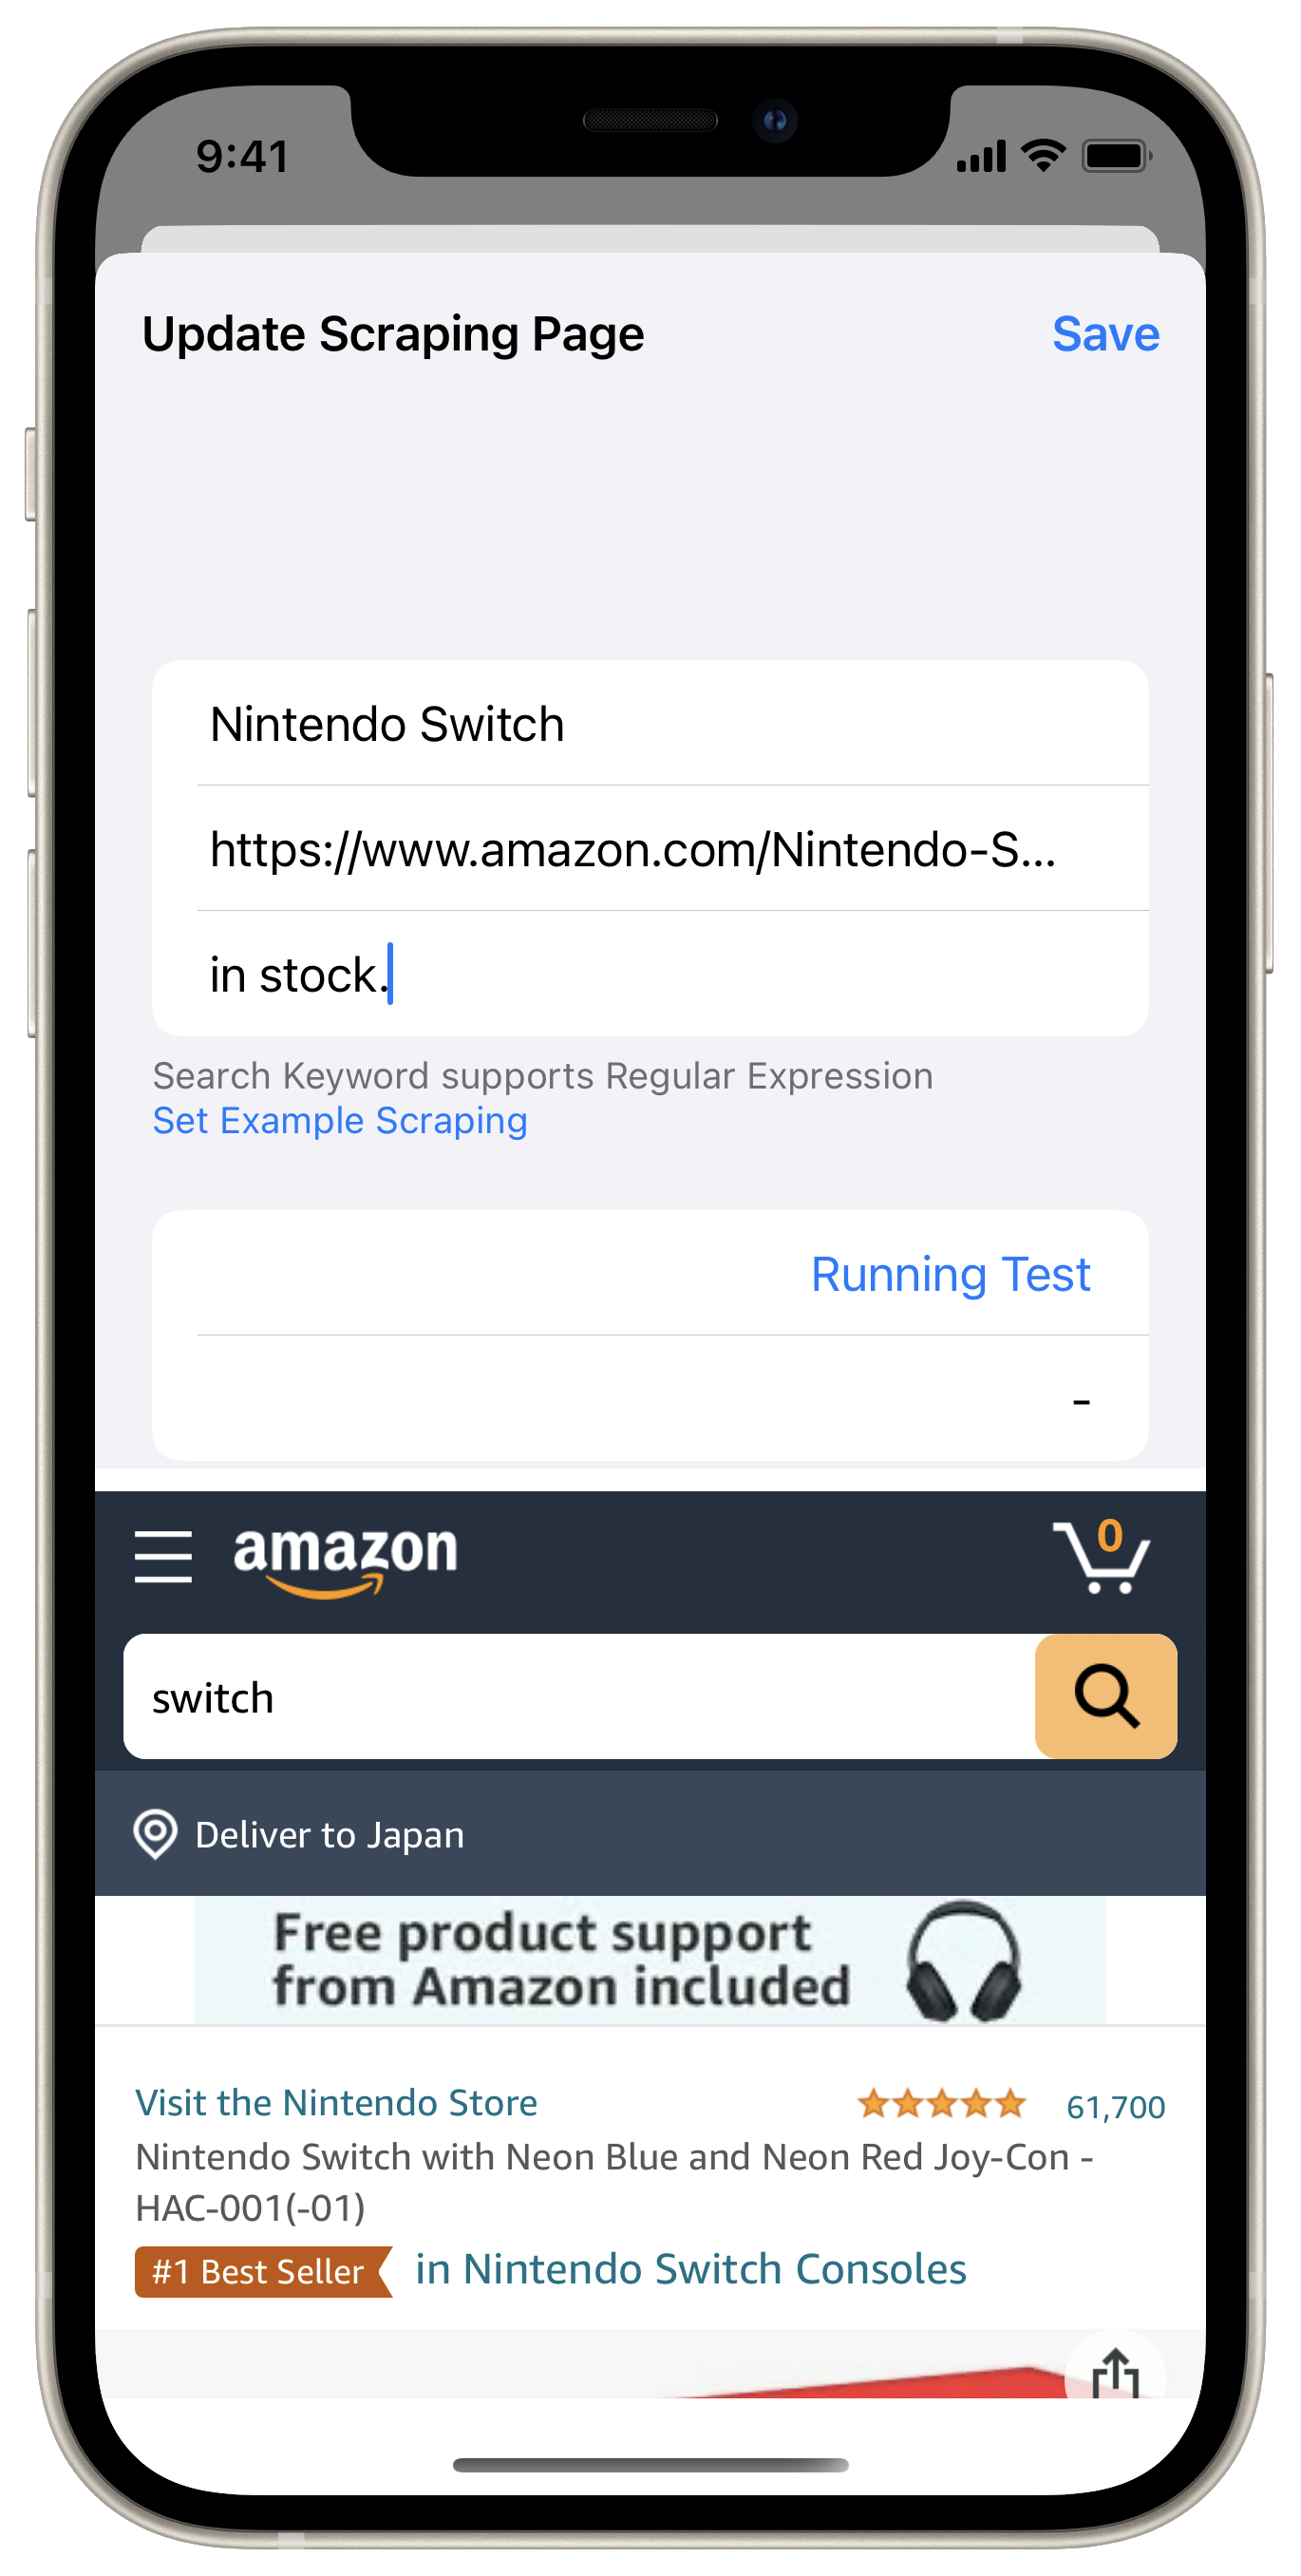 9:41
Update Scraping Page
Save
Nintendo Switch
https://www.amazon.com/Nintendo-S...
in stock.
Search Keyword supports Regular Expression
Set Example Scraping
Running Test
-
amazon
0
switch
Deliver to Japan
Free product support
from Amazon included
Visit the Nintendo Store
61,700
Nintendo Switch with Neon Blue and Neon Red Joy-Con -
HAC-001(-01)
#1 Best Seller in Nintendo Switch Consoles